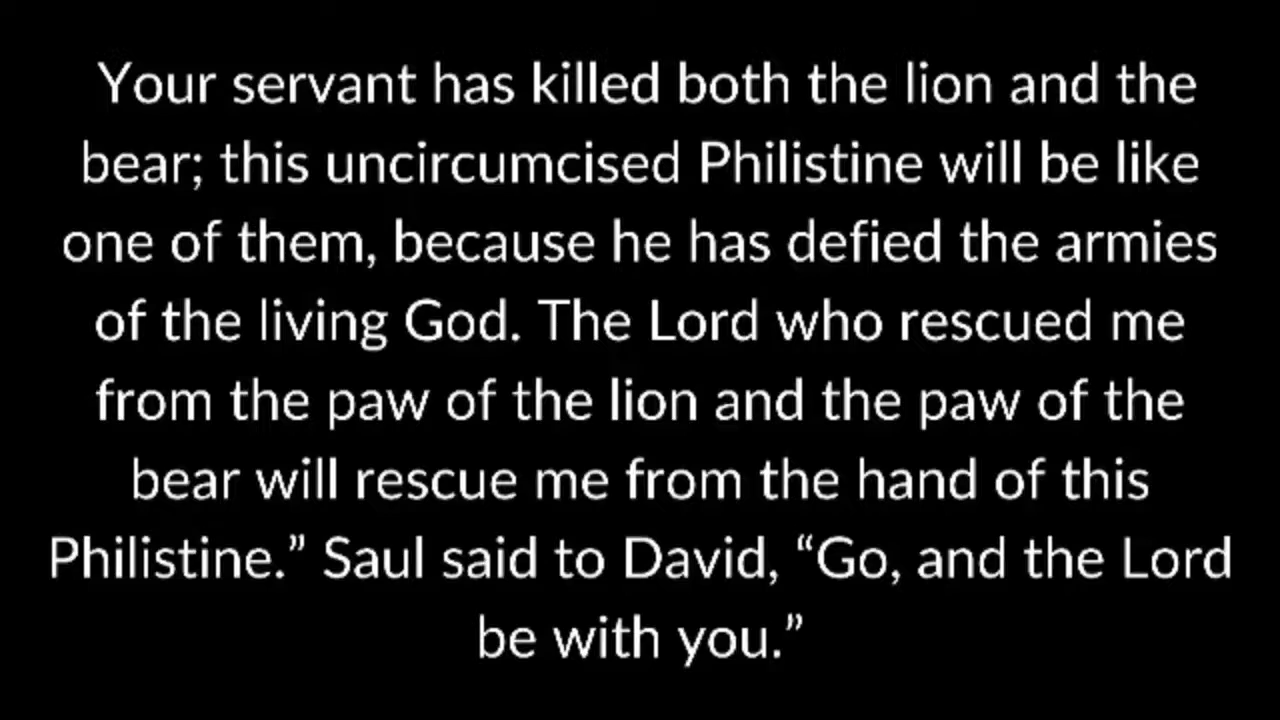 Your servant has killed both the lion and the
bear; this uncircumcised Philistine will be like
one of them, because he has defied the armies
of the living God. The Lord who rescued me
from the paw of the lion and the paw of the
bear will rescue me from the hand of this
Philistine.” Saul said to David, “Go, and the Lord
be with you.”